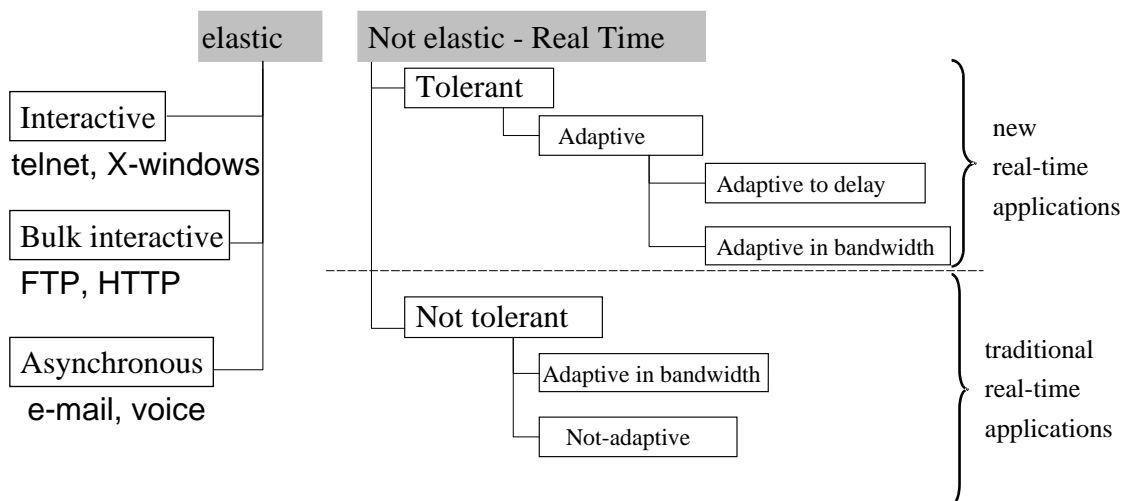 elastic
Interactive
telnet, X-windows
Bulk interactive
FTP, HTTP
Asynchronous
e-mail, voice
Not elastic - Real Time
Tolerant
Adaptive
Adaptive to delay
Adaptive in bandwidth
new
real-time
applications
Not tolerant
Adaptive in bandwidth
Not-adaptive
traditional
real-time
applications